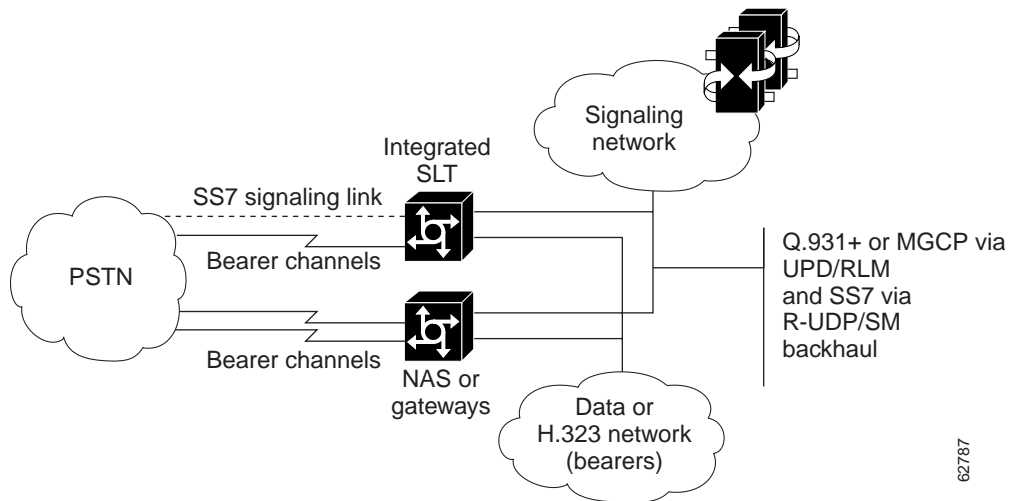 Signaling
network
Integrated
SLT
SS7 signaling link
Bearer channels
PSTN
Q.931+ or MGCP via
UPD/RLM
and SS7 via
R-UDP/SM
backhaul
Bearer channels
NAS or
gateways
Data or
H.323 network
(bearers)
62787